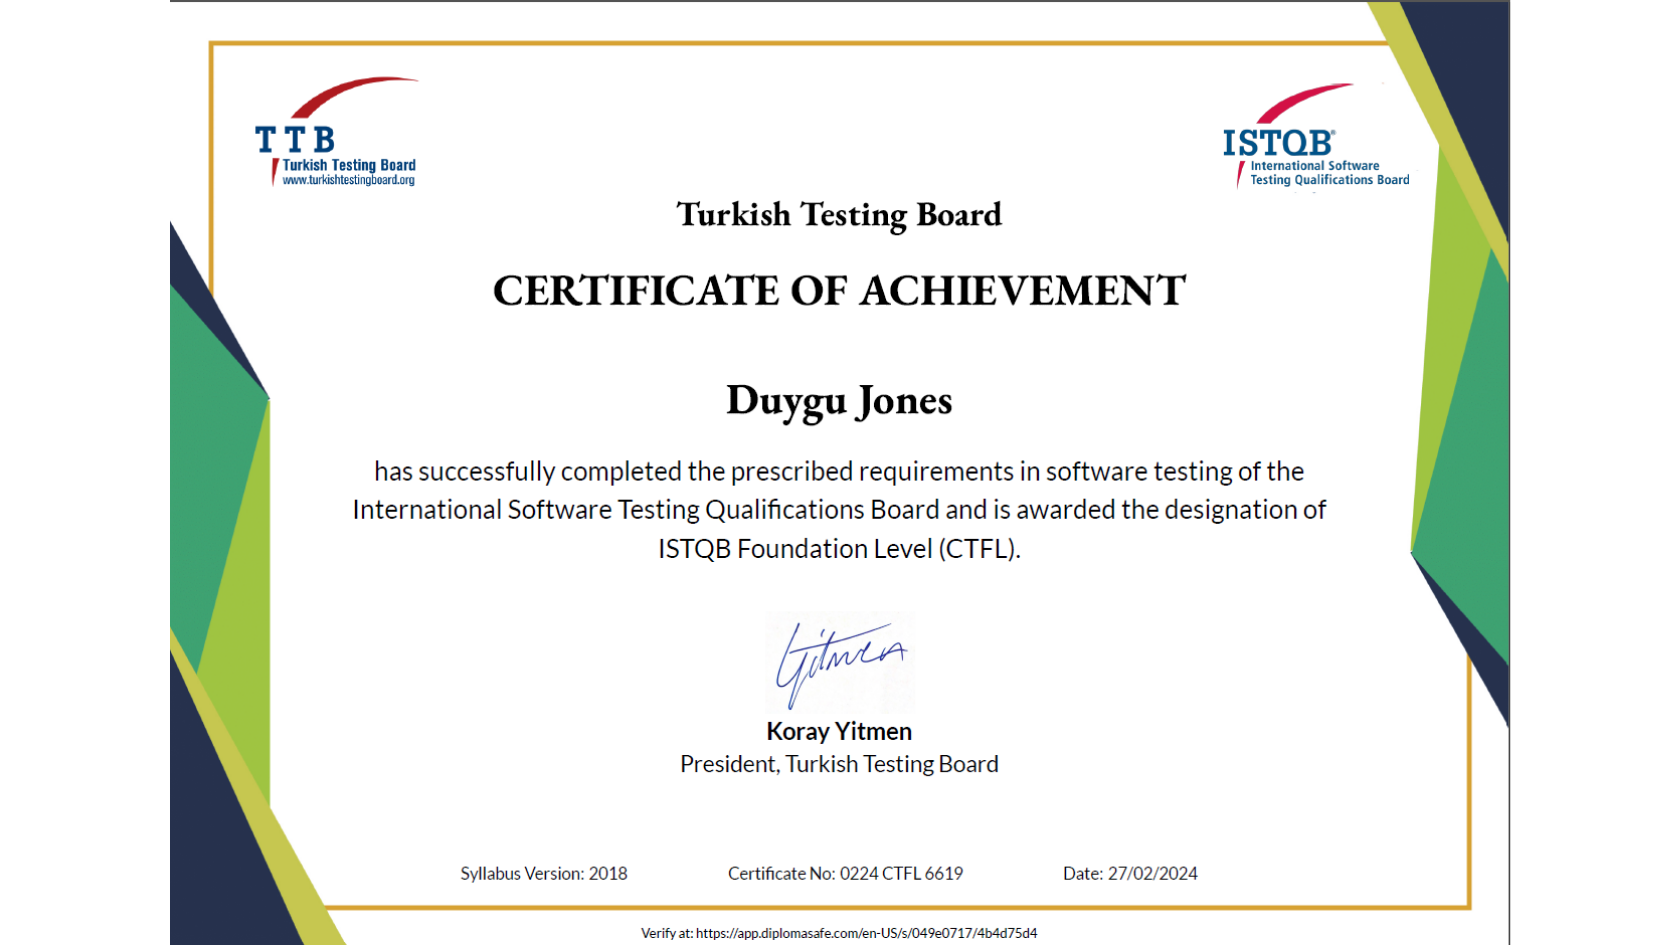 TTB
Turkish Testing Board
www.turkishtestingboard.org
ISTQB®
International Software
Testing Qualifications Board
Turkish Testing Board
CERTIFICATE OF ACHIEVEMENT
Duygu Jones
has successfully completed the prescribed requirements in software testing of the
International Software Testing Qualifications Board and is awarded the designation of
ISTQB Foundation Level (CTFL).
Yitmen
Koray Yitmen
President, Turkish Testing Board
Syllabus Version: 2018 Certificate No: 0224 CTFL 6619 Date: 27/02/2024
Verify at: https://app.diplomasafe.com/en-US/s/049e0717/4b4d75d4